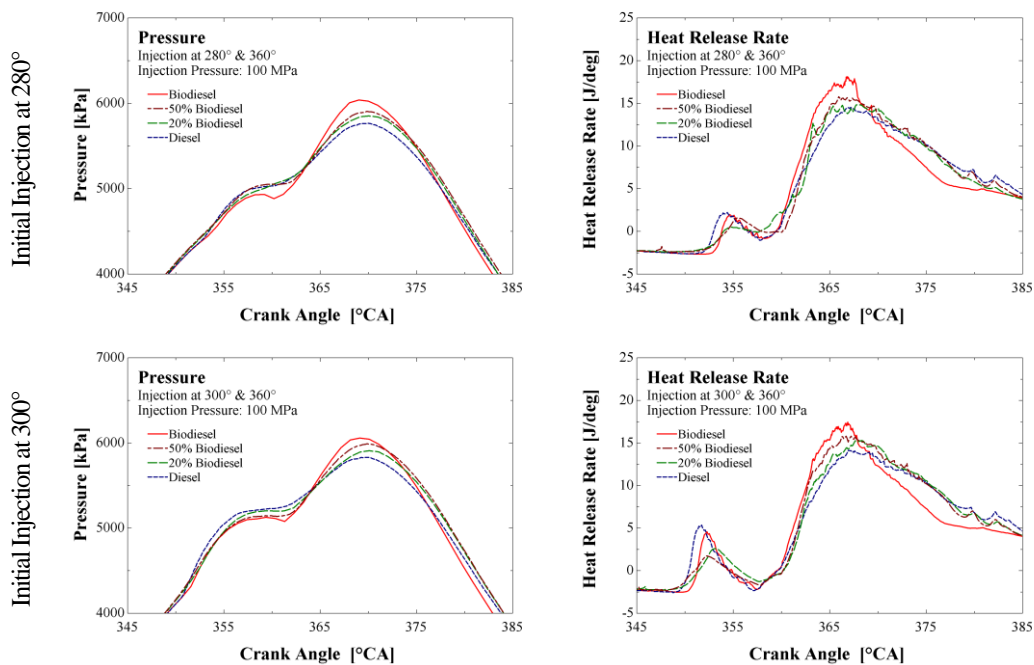 Initial Injection at 280°
Pressure [kPa]
7000
6000
5000
4000
Pressure
Injection at 280° & 360°
Injection Pressure: 100 MPa
Biodiesel
50% Biodiesel
20% Biodiesel
Diesel
345
355
365
375
385
Crank Angle [°CA]
Heat Release Rate [J/deg]
25
20
15
10
5
0
-5
Heat Release Rate
Injection at 280° & 360°
Injection Pressure: 100 MPa
Biodiesel
50% Biodiesel
20% Biodiesel
Diesel
345
355
365
375
385
Crank Angle [°CA]
Initial Injection at 300°
Pressure [kPa]
7000
6000
5000
4000
Pressure
Injection at 300° & 360°
Injection Pressure: 100 MPa
Biodiesel
50% Biodiesel
20% Biodiesel
Diesel
345
355
365
375
385
Crank Angle [°CA]
Heat Release Rate [J/deg]
25
20
15
10
5
0
-5
Heat Release Rate
Injection at 300° & 360°
Injection Pressure: 100 MPa
Biodiesel
50% Biodiesel
20% Biodiesel
Diesel
345
355
365
375
385
Crank Angle [°CA]